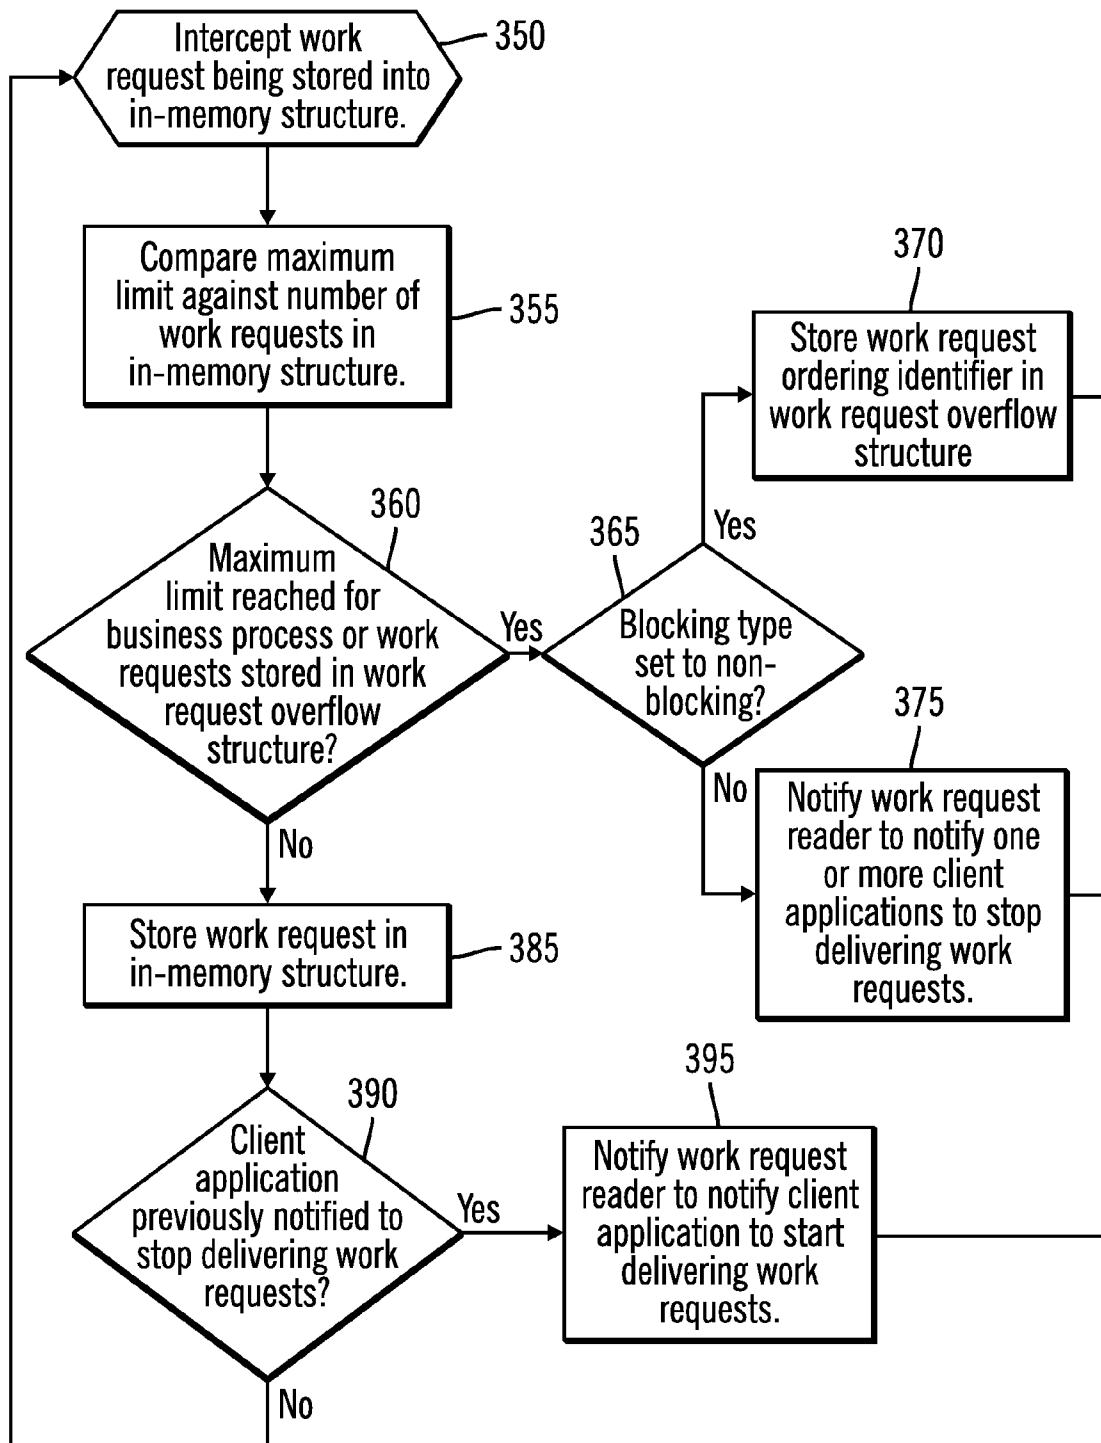 Intercept work
request being stored into
in-memory structure.
350
Compare maximum
limit against number of
work requests in
in-memory structure.
355
370
Store work request
ordering identifier in
work request overflow
structure
360
Maximum
limit reached for
business process or work
requests stored in work
request overflow
structure?
Yes
365
Blocking type
set to non-
blocking?
Yes
No
375
Notify work request
reader to notify one
or more client
applications to stop
delivering work
requests.
No
Store work request in
in-memory structure.
385
390
Client
application
previously notified to
stop delivering work
requests?
Yes
395
Notify work request
reader to notify client
application to start
delivering work
requests.
No